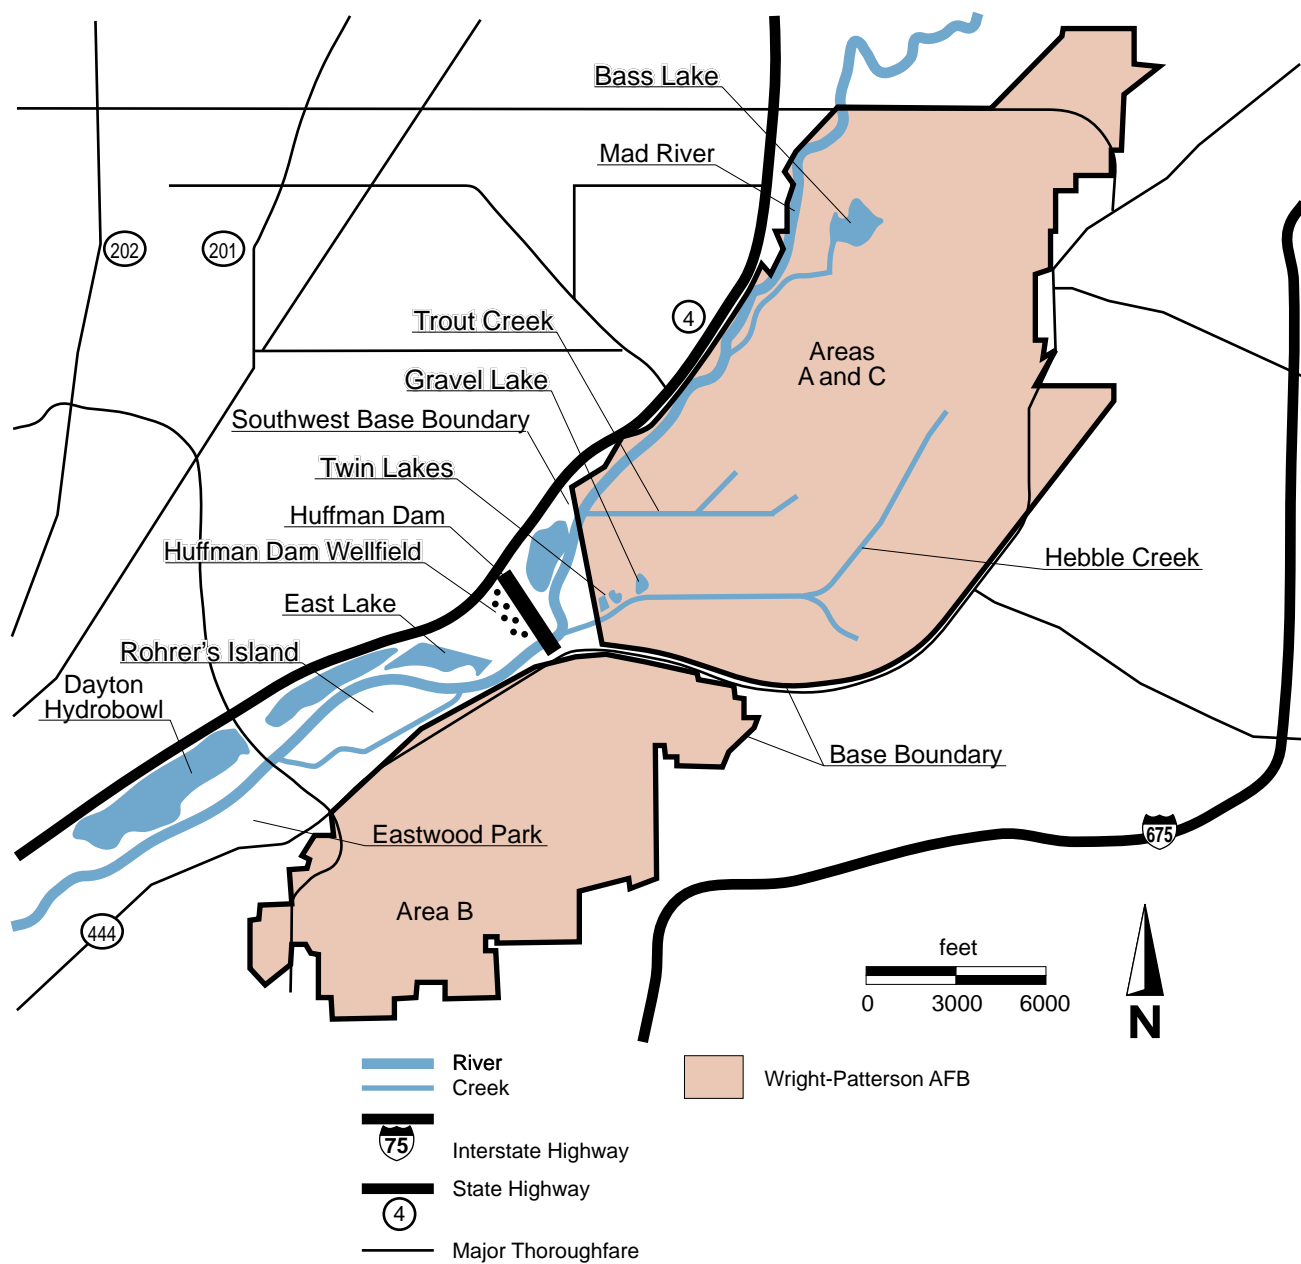 Bass Lake
Mad River
202
201
4
Trout Creek
Areas
A and C
Gravel Lake
Southwest Base Boundary
Twin Lakes
Huffman Dam
Huffman Dam Wellfield
Hebble Creek
East Lake
Rohrer's Island
Dayton
Hydrobowl
Base Boundary
Eastwood Park
675
Area B
444
feet
0 3000 6000
N
River
Creek
Wright-Patterson AFB
75
Interstate Highway
State Highway
4
Major Thoroughfare